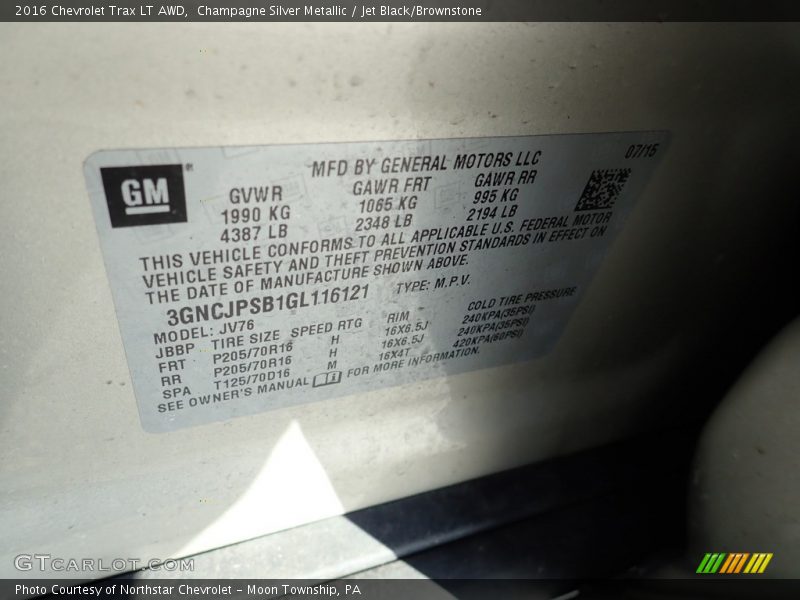 2016 Chevrolet Trax LT AWD,  Champagne Silver Metallic / Jet Black/Brownstone
MFD BY GENERAL MOTORS LLC 07/15
GM ®
GVWR GAWR FRT GAWR RR
1990 KG 1065 KG 995 KG
4387 LB 2348 LB 2194 LB
THIS VEHICLE CONFORMS TO ALL APPLICABLE U.S. FEDERAL MOTOR
VEHICLE SAFETY AND THEFT PREVENTION STANDARDS IN EFFECT ON
THE DATE OF MANUFACTURE SHOWN ABOVE.
3GNCJPSB1GL116121 TYPE: M.P.V.
MODEL: JV76
JBBP TIRE SIZE SPEED RTG RIM COLD TIRE PRESSURE
FRT P205/70R16 H 16X6.5J 240KPA(35PSI)
RR P205/70R16 H 16X6.5J 240KPA(35PSI)
SPA T125/70D16 M 16X4T 420KPA(60PSI)
SEE OWNER'S MANUAL FOR MORE INFORMATION.
GTcarlot.com
Photo Courtesy of Northstar Chevrolet - Moon Township, PA